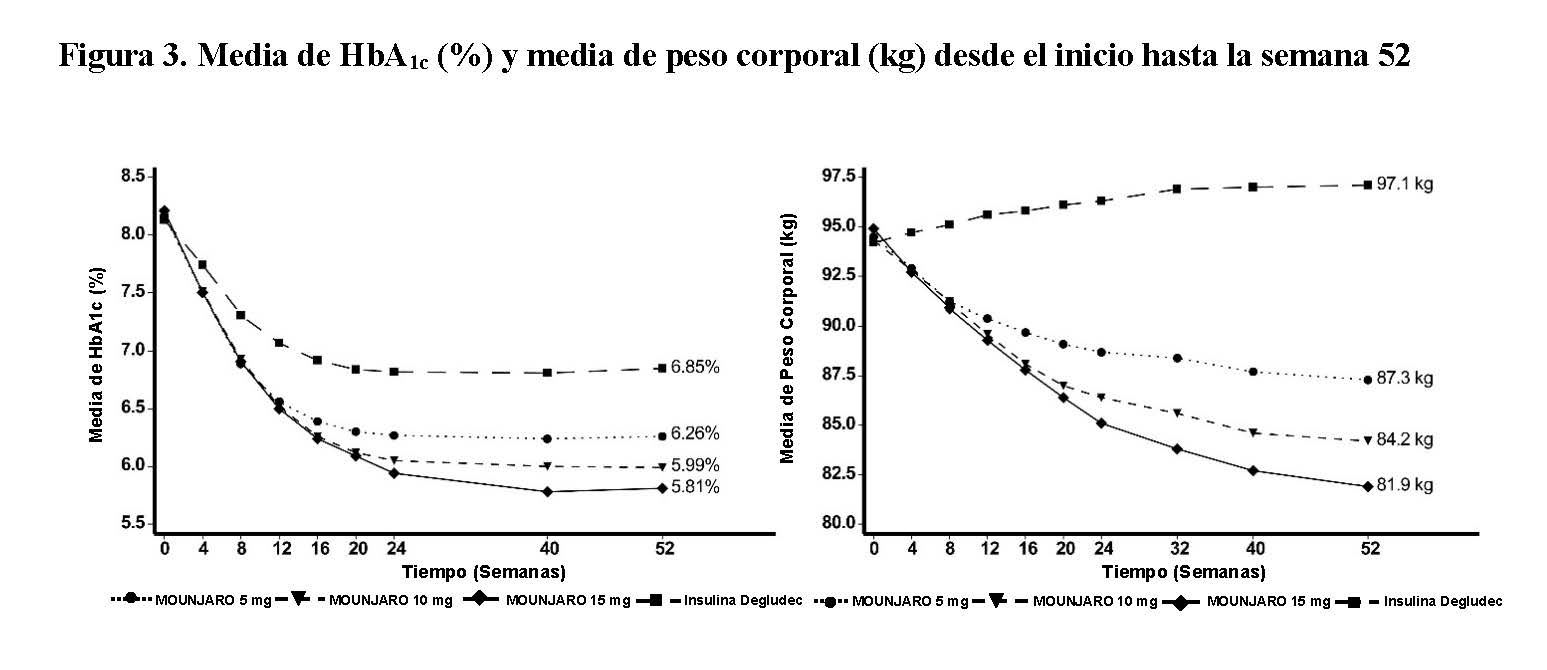 Figura 3. Media de HbA1c (%) y media de peso corporal (kg) desde el inicio hasta la semana 52
Media de HbA1c (%)
8.5
8.0
7.5
7.0
6.5
6.0
5.5
6.85%
6.26%
5.99%
5.81%
0 4 8 12 16 20 24 40 52
Tiempo (Semanas)
MOUNJARO 5 mg MOUNJARO 10 mg MOUNJARO 15 mg Insulina Degludec
Media de Peso Corporal (kg)
97.5
95.0
92.5
90.0
87.5
85.0
82.5
80.0
97.1 kg
87.3 kg
84.2 kg
81.9 kg
0 4 8 12 16 20 24 32 40 52
Tiempo (Semanas)
MOUNJARO 5 mg MOUNJARO 10 mg MOUNJARO 15 mg Insulina Degludec